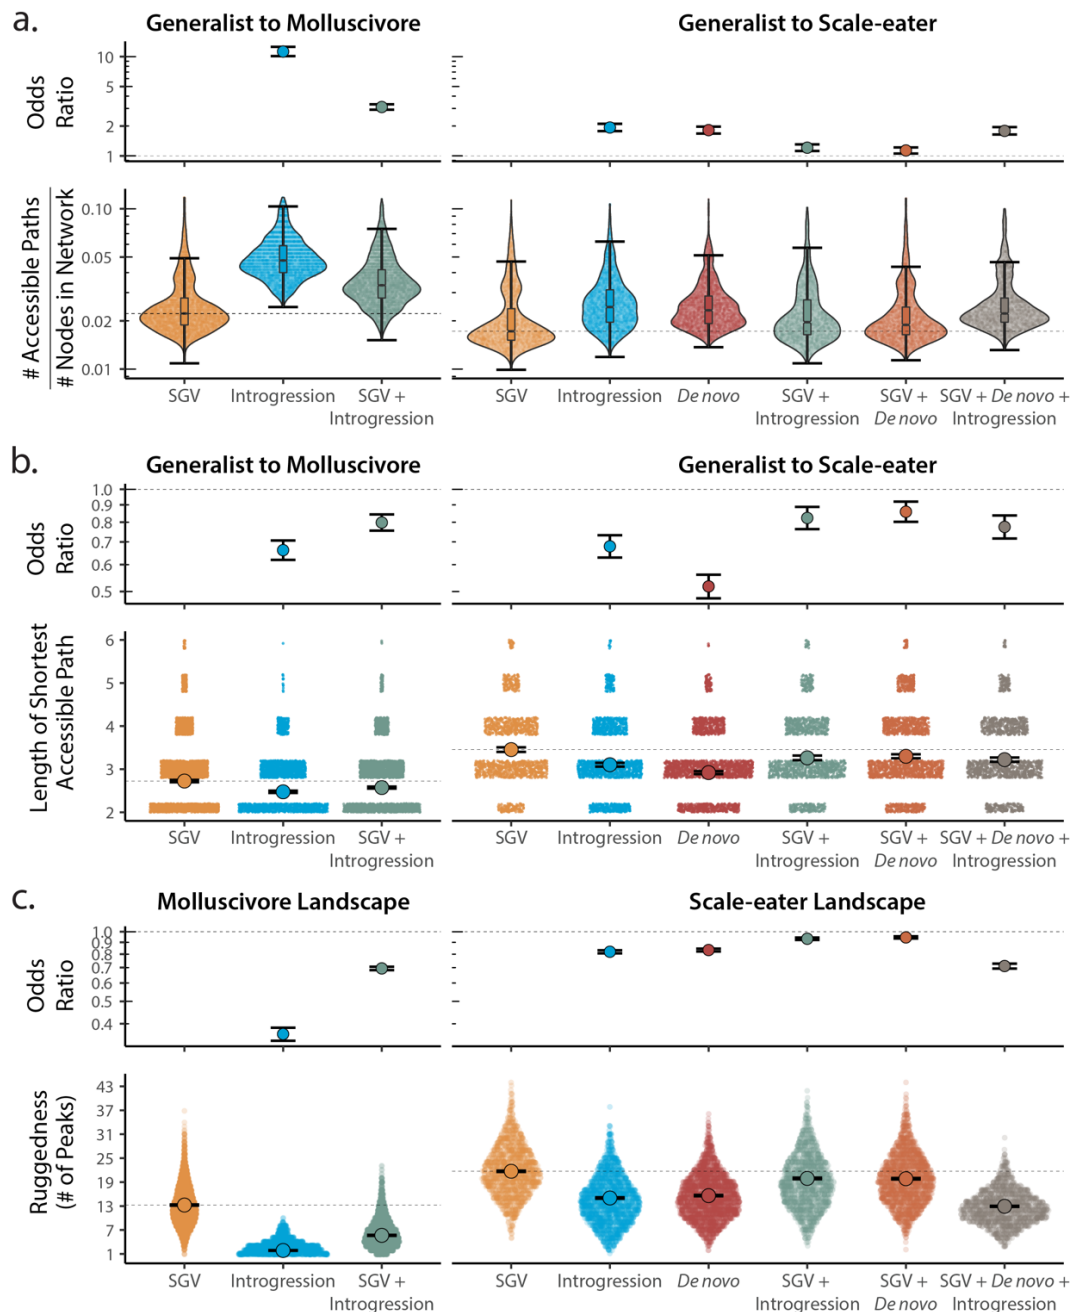 a.
Generalist to Molluscivore
Generalist to Scale-eater
Odds
Ratio
10
5
2
1
# Accessible Paths
# Nodes in Network
0.10
0.05
0.02
0.01
SGV
Introgression
SGV +
Introgression
SGV
Introgression
De novo
SGV +
Introgression
SGV +
De novo
SGV + De novo +
Introgression
b.
Generalist to Molluscivore
Generalist to Scale-eater
Odds
Ratio
1.0
0.9
0.8
0.7
0.6
0.5
Length of Shortest
Accessible Path
6
5
4
3
2
SGV
Introgression
SGV +
Introgression
SGV
Introgression
De novo
SGV +
Introgression
SGV +
De novo
SGV + De novo +
Introgression
c.
Molluscivore Landscape
Scale-eater Landscape
Odds
Ratio
1.0
0.9
0.8
0.7
0.6
0.5
0.4
Ruggedness
(# of Peaks)
43
37
31
25
19
13
7
1
SGV
Introgression
SGV +
Introgression
SGV
Introgression
De novo
SGV +
Introgression
SGV +
De novo
SGV + De novo +
Introgression